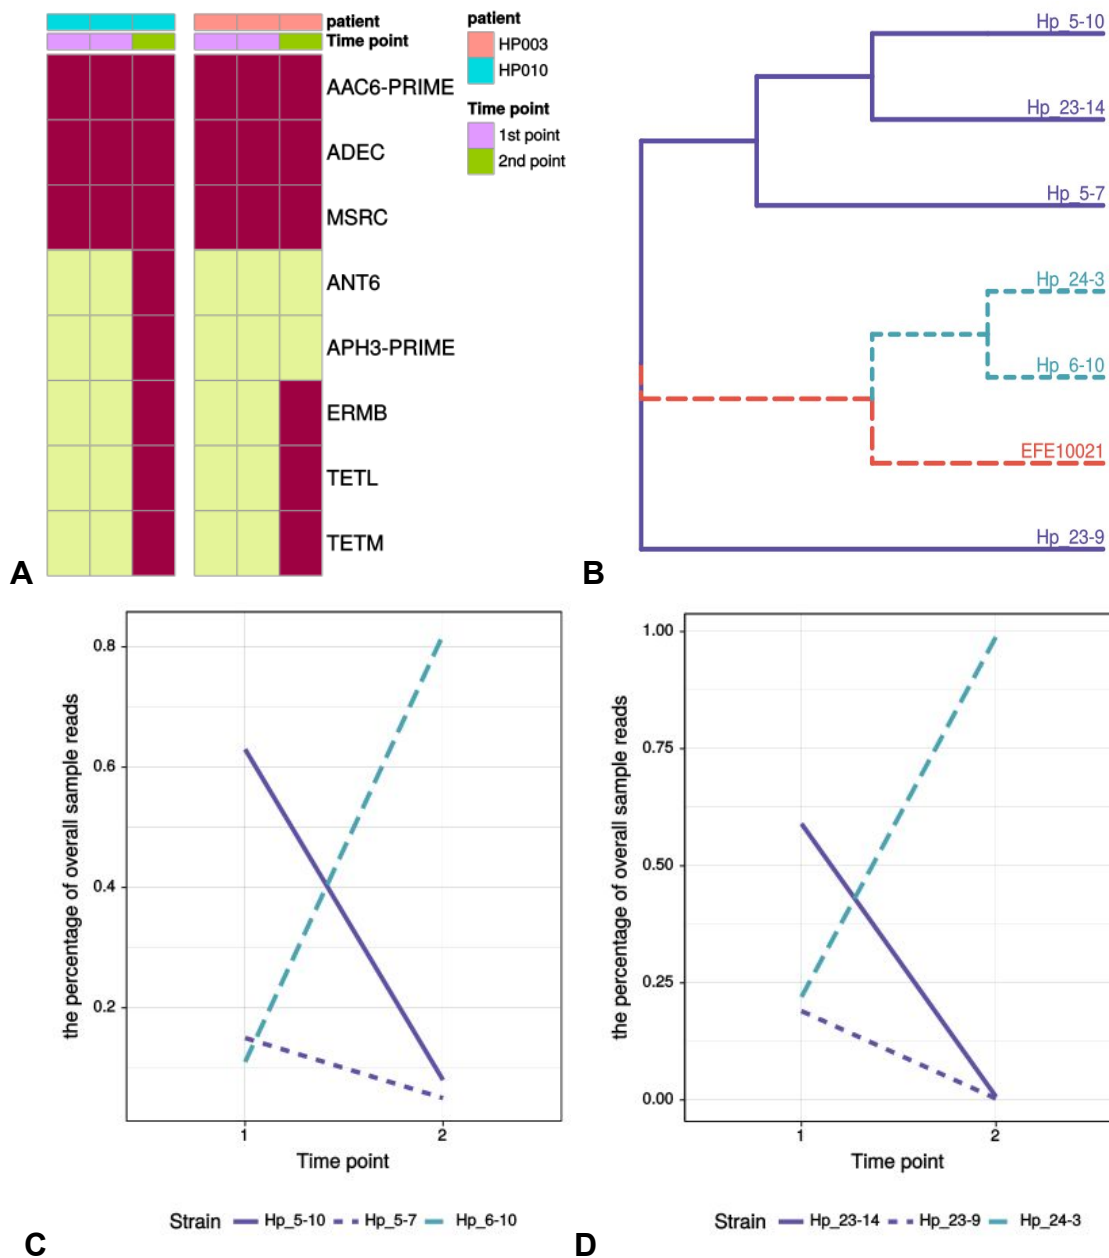 patient
Time point
AAC6-PRIME
ADEC
MSRC
ANT6
APH3-PRIME
ERMB
TETL
TETM
patient
HP003
HP010
Time point
1st point
2nd point
A
Hp_5-10
Hp_23-14
Hp_5-7
Hp_24-3
Hp_6-10
EFE10021
Hp_23-9
B
the percentage of overall sample reads
0.8
0.6
0.4
0.2
1 2
Time point
Strain Hp_5-10 Hp_5-7 Hp_6-10
C
the percentage of overall sample reads
1.00
0.75
0.50
0.25
0.00
1 2
Time point
Strain Hp_23-14 Hp_23-9 Hp_24-3
D